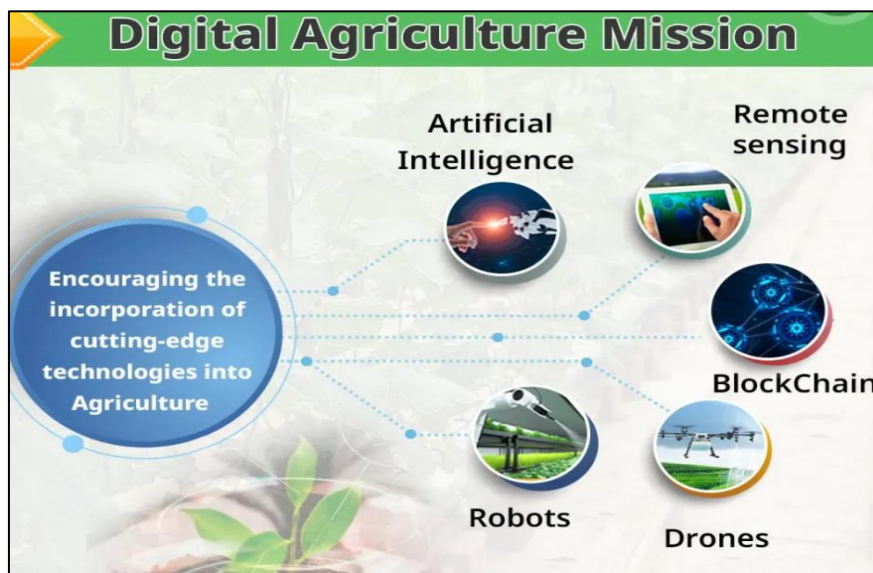 Digital Agriculture Mission
Artificial
Intelligence
Remote
sensing
Encouraging the
incorporation of
cutting-edge
technologies into
Agriculture
BlockChain
Robots
Drones